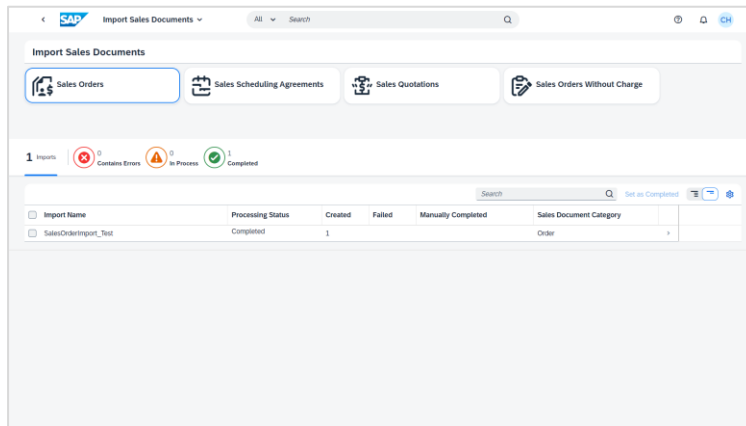 SAP Import Sales Documents All Search CH
Import Sales Documents
Sales Orders Sales Scheduling Agreements Sales Quotations Sales Orders Without Charge
1 Imports 0 Contains Errors 0 In Process 1 Completed
Search Set as Completed
Import Name Processing Status Created Failed Manually Completed Sales Document Category
SalesOrderImport_Test Completed 1 Order